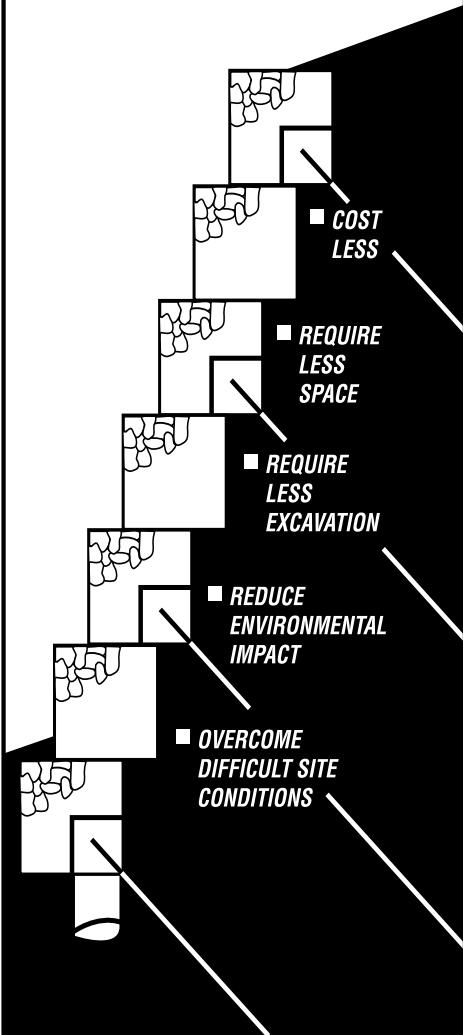 COST
LESS
REQUIRE
LESS
SPACE
REQUIRE
LESS
EXCAVATION
REDUCE
ENVIRONMENTAL
IMPACT
OVERCOME
DIFFICULT SITE
CONDITIONS